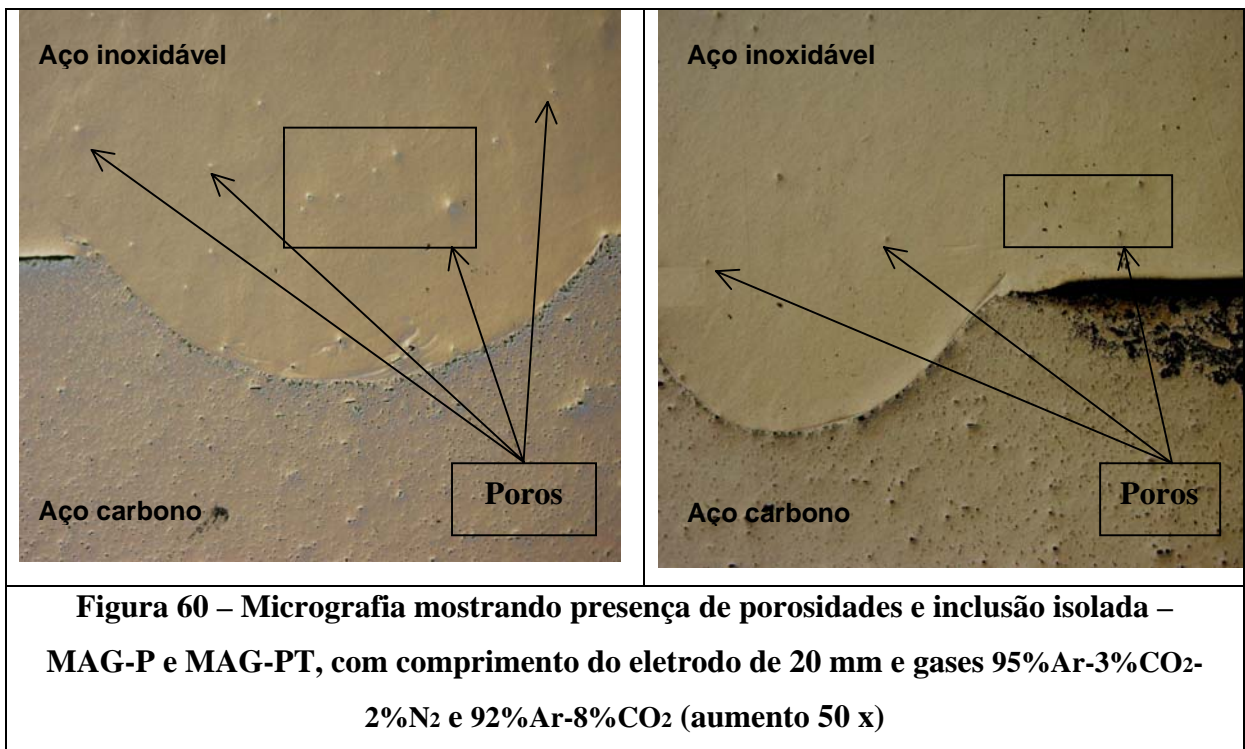 Aço inoxidável
Poros
Aço carbono
Aço inoxidável
Poros
Aço carbono
Figura 60 – Micrografia mostrando presença de porosidades e inclusão isolada –
MAG-P e MAG-PT, com comprimento do eletrodo de 20 mm e gases 95%Ar-3%CO₂-
2%N₂ e 92%Ar-8%CO₂ (aumento 50 x)